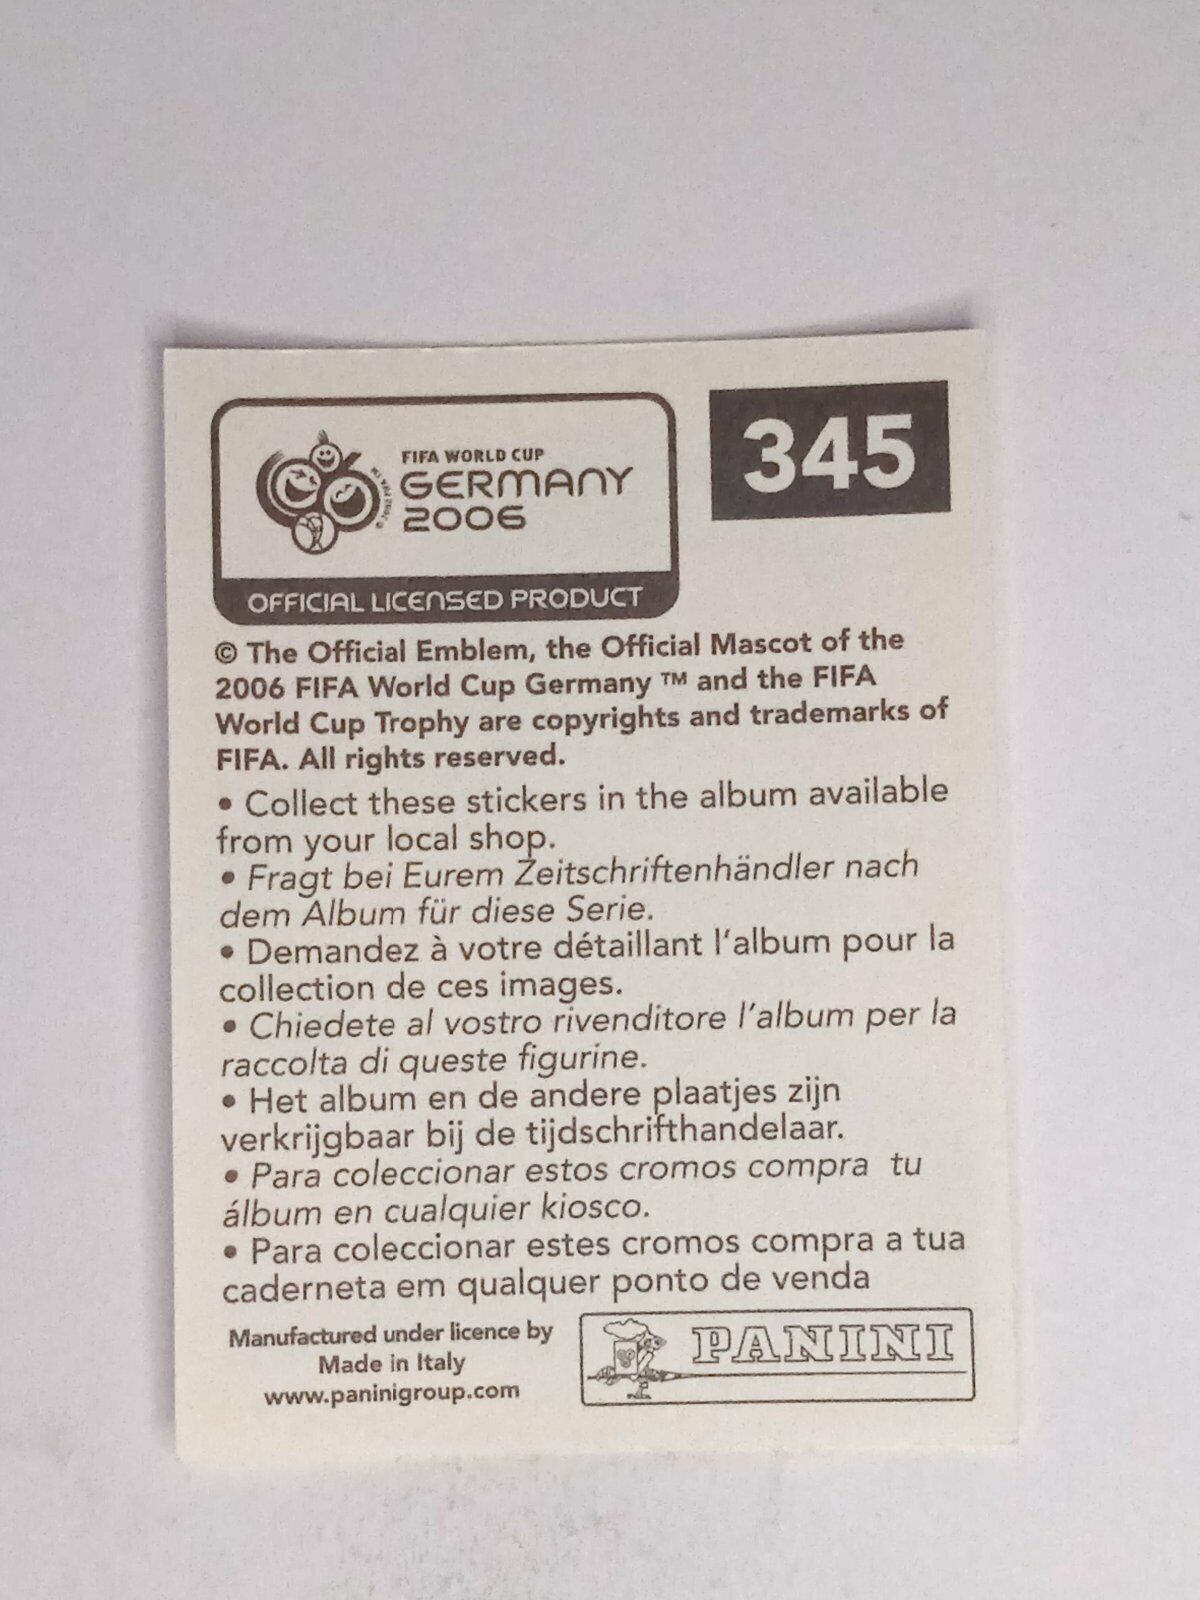 FIFA WORLD CUP
GERMANY
2006
345
OFFICIAL LICENSED PRODUCT
© The Official Emblem, the Official Mascot of the
2006 FIFA World Cup Germany ™ and the FIFA
World Cup Trophy are copyrights and trademarks of
FIFA. All rights reserved.
• Collect these stickers in the album available
from your local shop.
• Fragt bei Eurem Zeitschriftenhändler nach
dem Album für diese Serie.
• Demandez à votre détaillant l'album pour la
collection de ces images.
• Chiedete al vostro rivenditore l'album per la
raccolta di queste figurine.
• Het album en de andere plaatjes zijn
verkrijgbaar bij de tijdschrifthandelaar.
• Para coleccionar estos cromos compra tu
álbum en cualquier kiosco.
• Para coleccionar estes cromos compra a tua
caderneta em qualquer ponto de venda
Manufactured under licence by
Made in Italy
www.paninigroup.com
PANINI